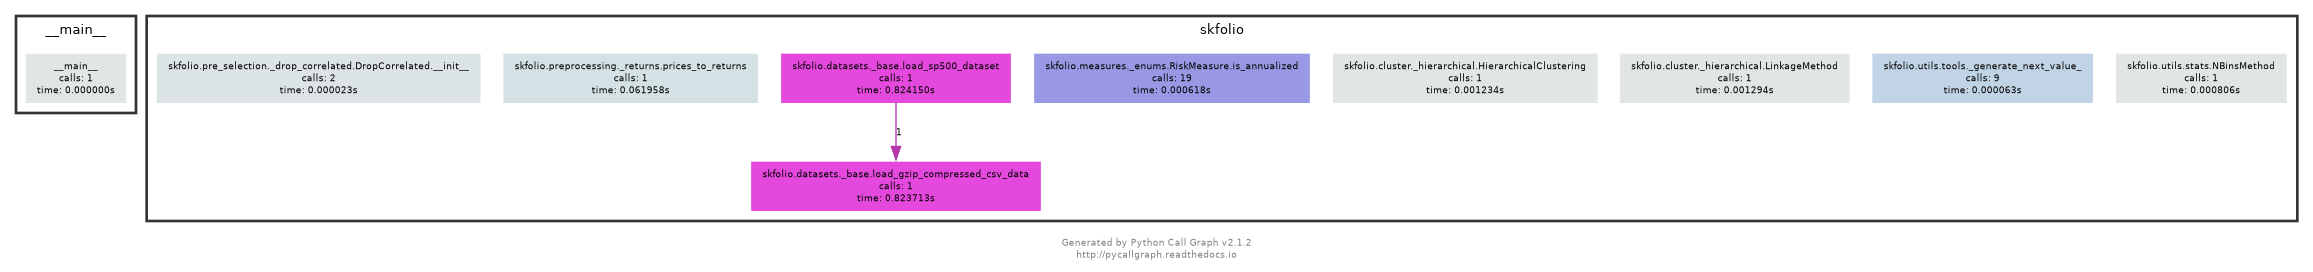 __main__
__main__
calls: 1
time: 0.000000s
skfolio
skfolio.pre_selection._drop_correlated.DropCorrelated.__init__
calls: 2
time: 0.000023s
skfolio.preprocessing._returns.prices_to_returns
calls: 1
time: 0.061958s
skfolio.datasets._base.load_sp500_dataset
calls: 1
time: 0.824150s
skfolio.measures._enums.RiskMeasure.is_annualized
calls: 19
time: 0.000618s
skfolio.cluster._hierarchical.HierarchicalClustering
calls: 1
time: 0.001234s
skfolio.cluster._hierarchical.LinkageMethod
calls: 1
time: 0.001294s
skfolio.utils.tools._generate_next_value_
calls: 9
time: 0.000063s
skfolio.utils.stats.NBinsMethod
calls: 1
time: 0.000806s
1
skfolio.datasets._base.load_gzip_compressed_csv_data
calls: 1
time: 0.823713s
Generated by Python Call Graph v2.1.2
http://pycallgraph.readthedocs.io